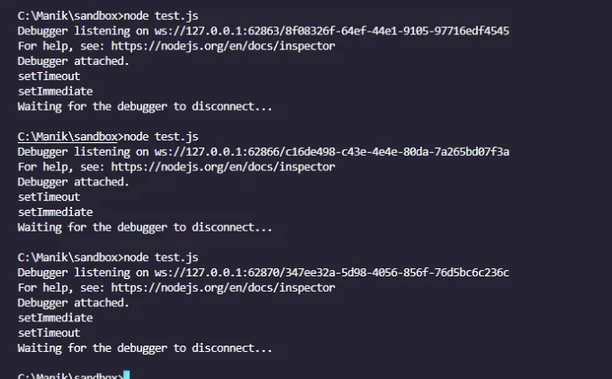 C:\Manik\sandbox>node test.js
Debugger listening on ws://127.0.0.1:62863/8f08326f-64ef-44e1-9105-97716edf4545
For help, see: https://nodejs.org/en/docs/inspector
Debugger attached.
setTimeout
setImmediate
Waiting for the debugger to disconnect...
C:\Manik\sandbox>node test.js
Debugger listening on ws://127.0.0.1:62866/c16de498-c43e-4e4e-80da-7a265bd07f3a
For help, see: https://nodejs.org/en/docs/inspector
Debugger attached.
setTimeout
setImmediate
Waiting for the debugger to disconnect...
C:\Manik\sandbox>node test.js
Debugger listening on ws://127.0.0.1:62870/347ee32a-5d98-4056-856f-76d5bc6c236c
For help, see: https://nodejs.org/en/docs/inspector
Debugger attached.
setImmediate
setTimeout
Waiting for the debugger to disconnect...
C:\Manik\sandbox>